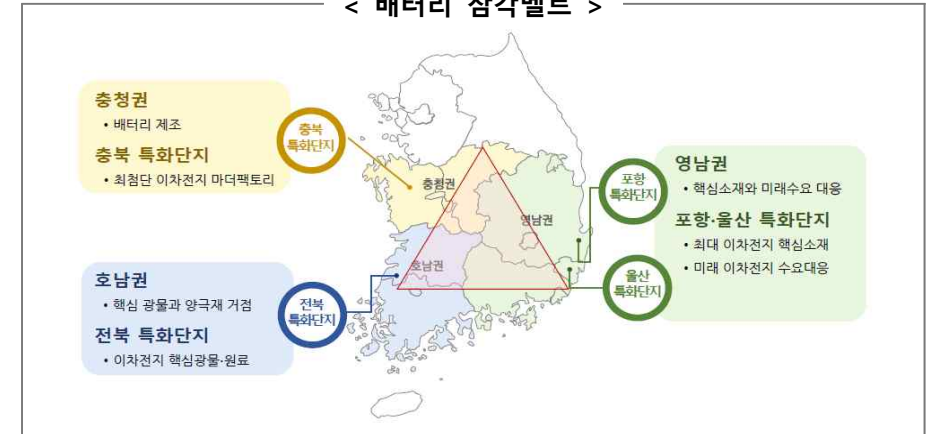 < 배터리 삼각벨트 >
충청권
• 배터리 제조
충북 특화단지
• 최첨단 이차전지 마더팩토리
충북
특화단지
호남권
• 핵심 광물과 양극재 거점
전북 특화단지
• 이차전지 핵심광물·원료
전북
특화단지
충청권
영남권
호남권
포항
특화단지
울산
특화단지
영남권
• 핵심소재와 미래수요 대응
포항·울산 특화단지
• 최대 이차전지 핵심소재
• 미래 이차전지 수요대응